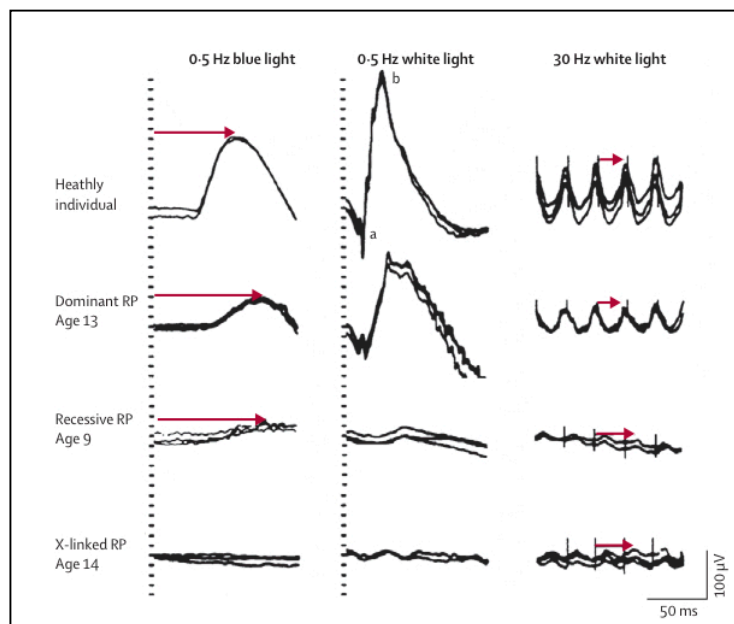 0·5 Hz blue light
0·5 Hz white light
30 Hz white light
b
Heathly
individual
a
Dominant RP
Age 13
Recessive RP
Age 9
X-linked RP
Age 14
100 μV
50 ms